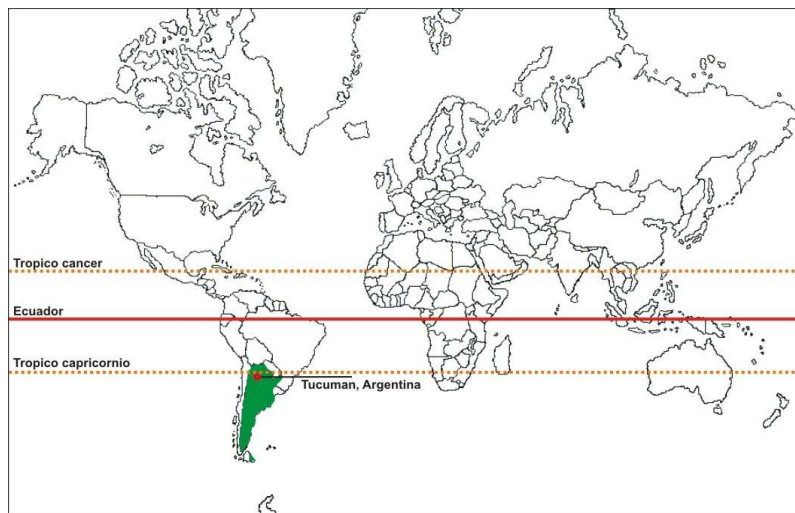 Tropico cancer
Ecuador
Tropico capricornio
Tucuman, Argentina